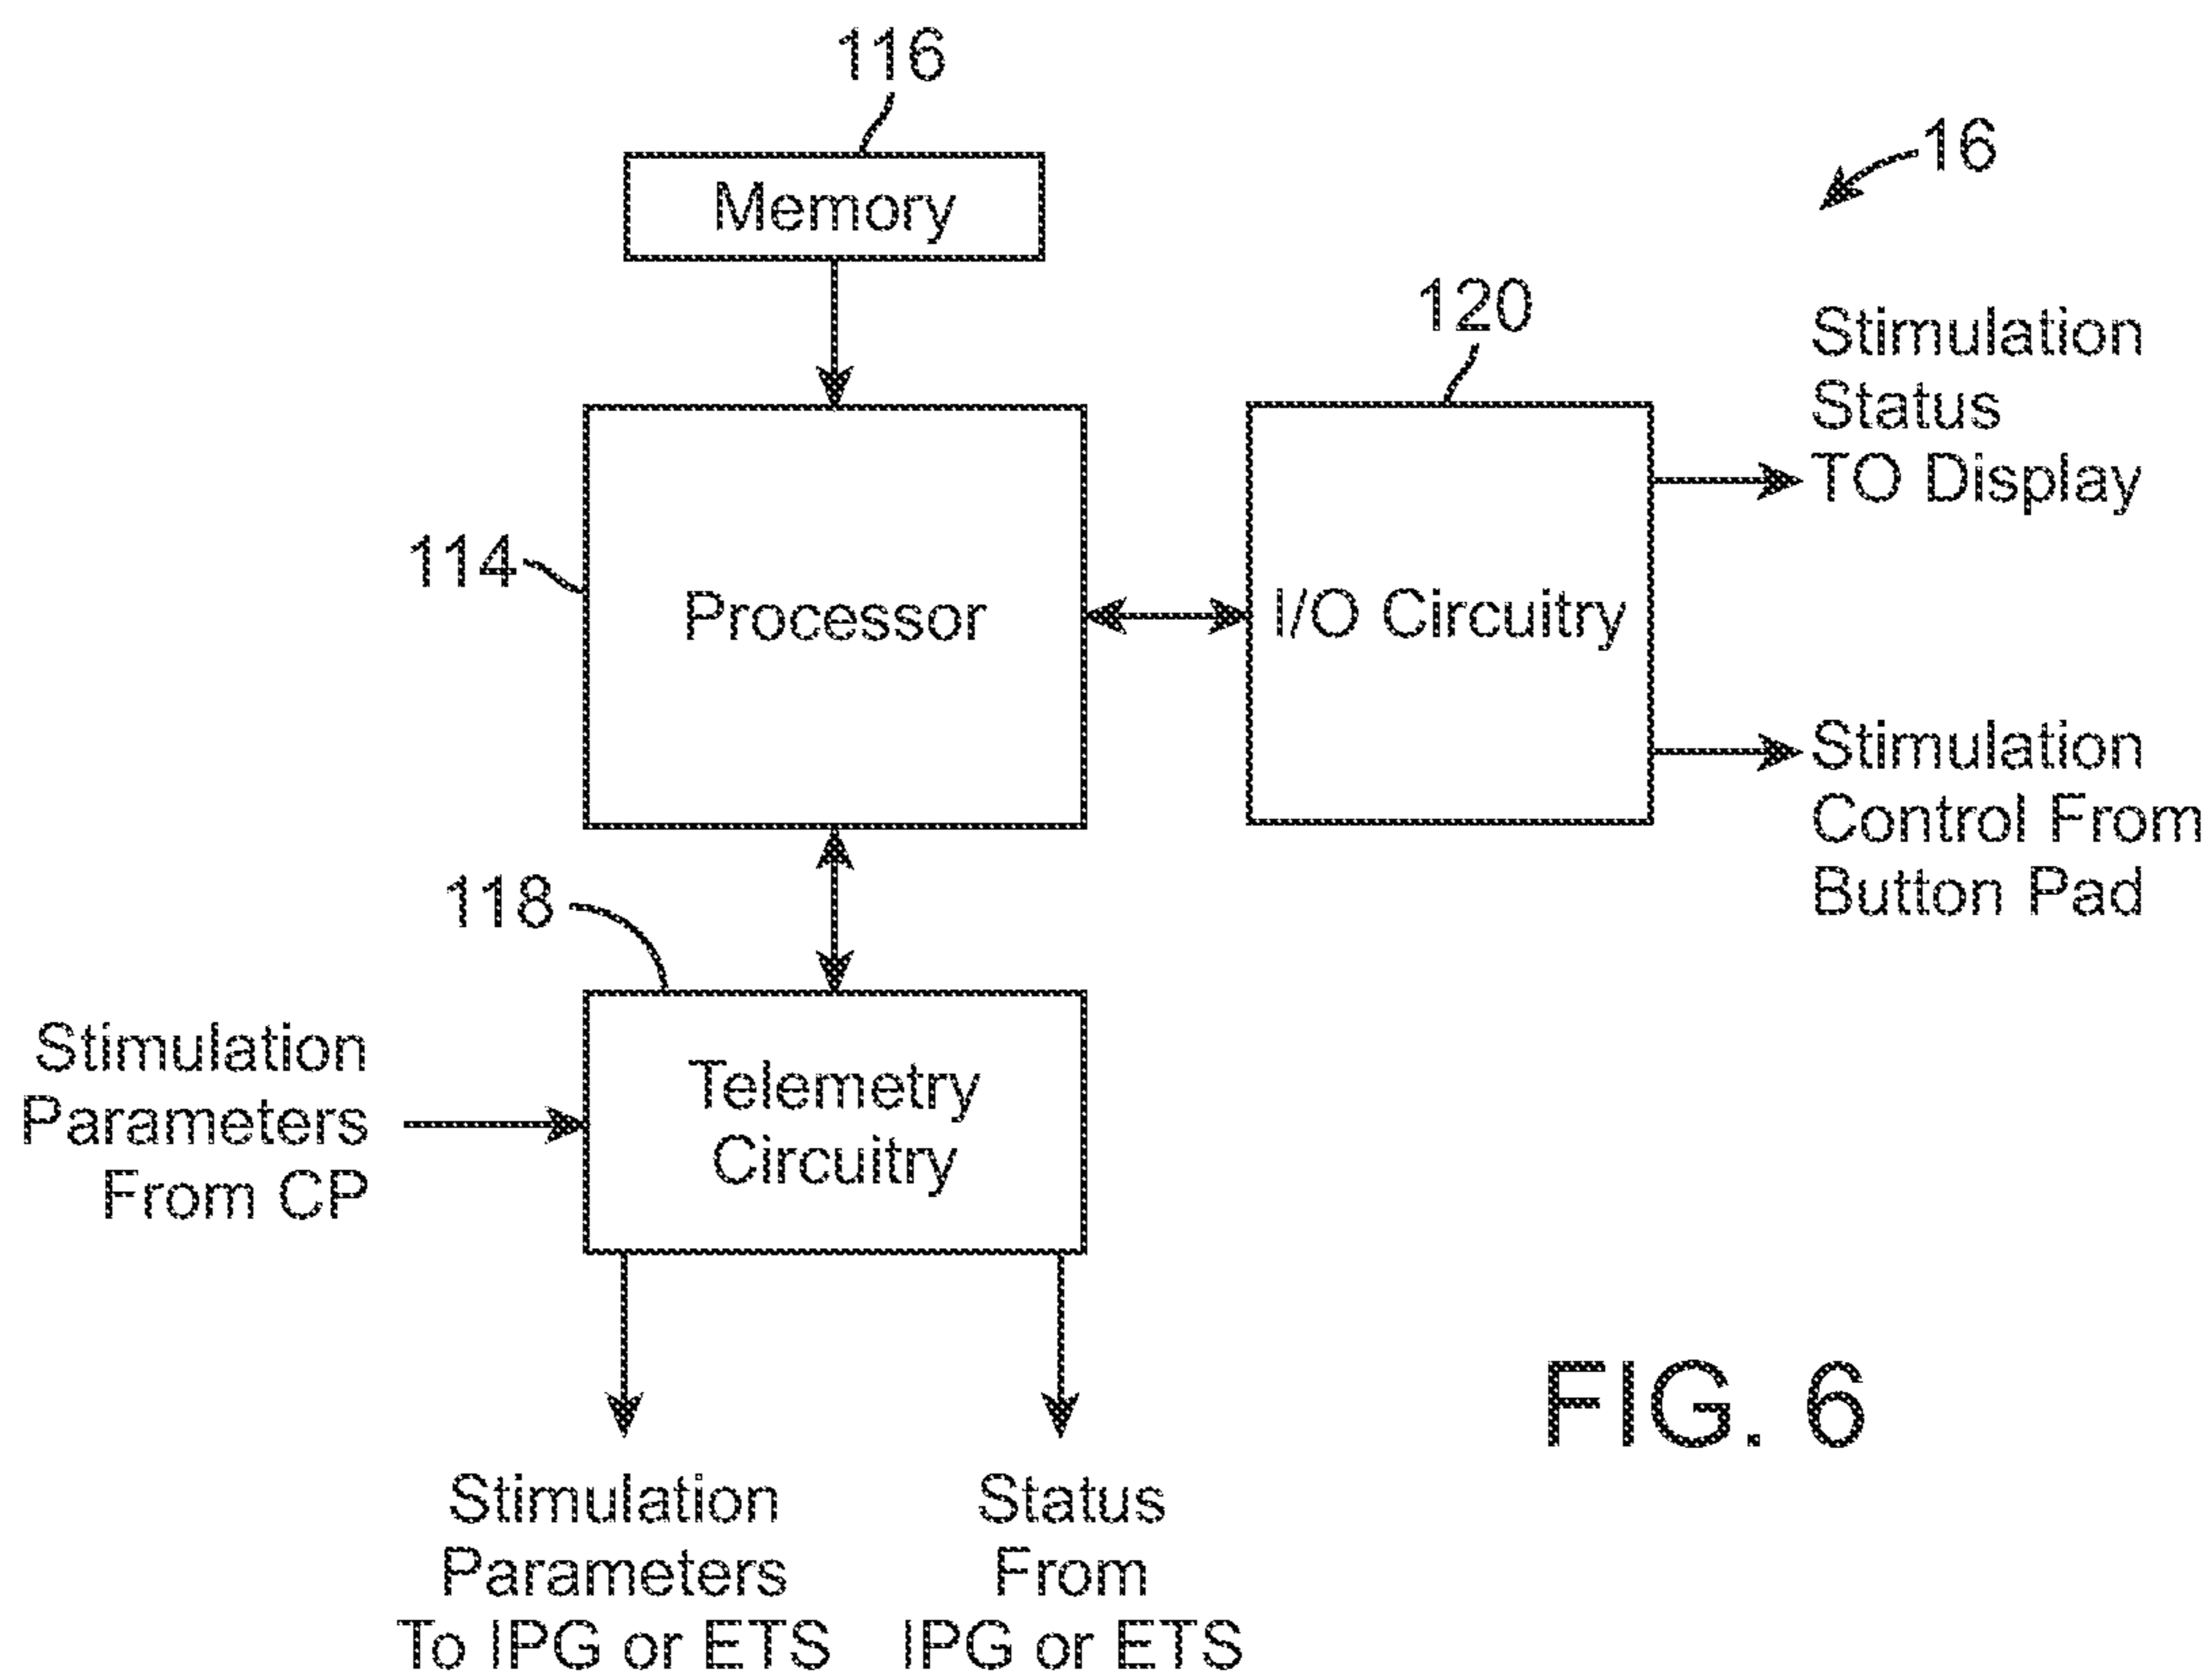 116
16
Memory
120
Stimulation
Status
TO Display
114
Processor
I/O Circuitry
Stimulation
Control From
Button Pad
118
Stimulation
Parameters
From CP
Telemetry
Circuitry
FIG. 6
Stimulation
Parameters
To IPG or ETS
Status
From
IPG or ETS